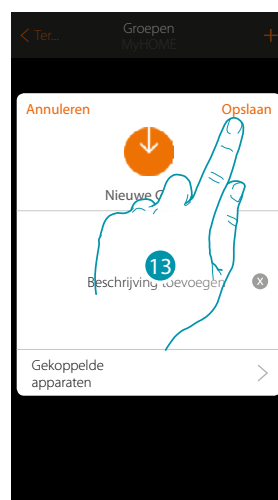 < Ter... Groepen +
MyHOME
Annuleren Opslaan
Nieuwe
13
Beschrijving toevoegen x
Gekoppelde
apparaten >